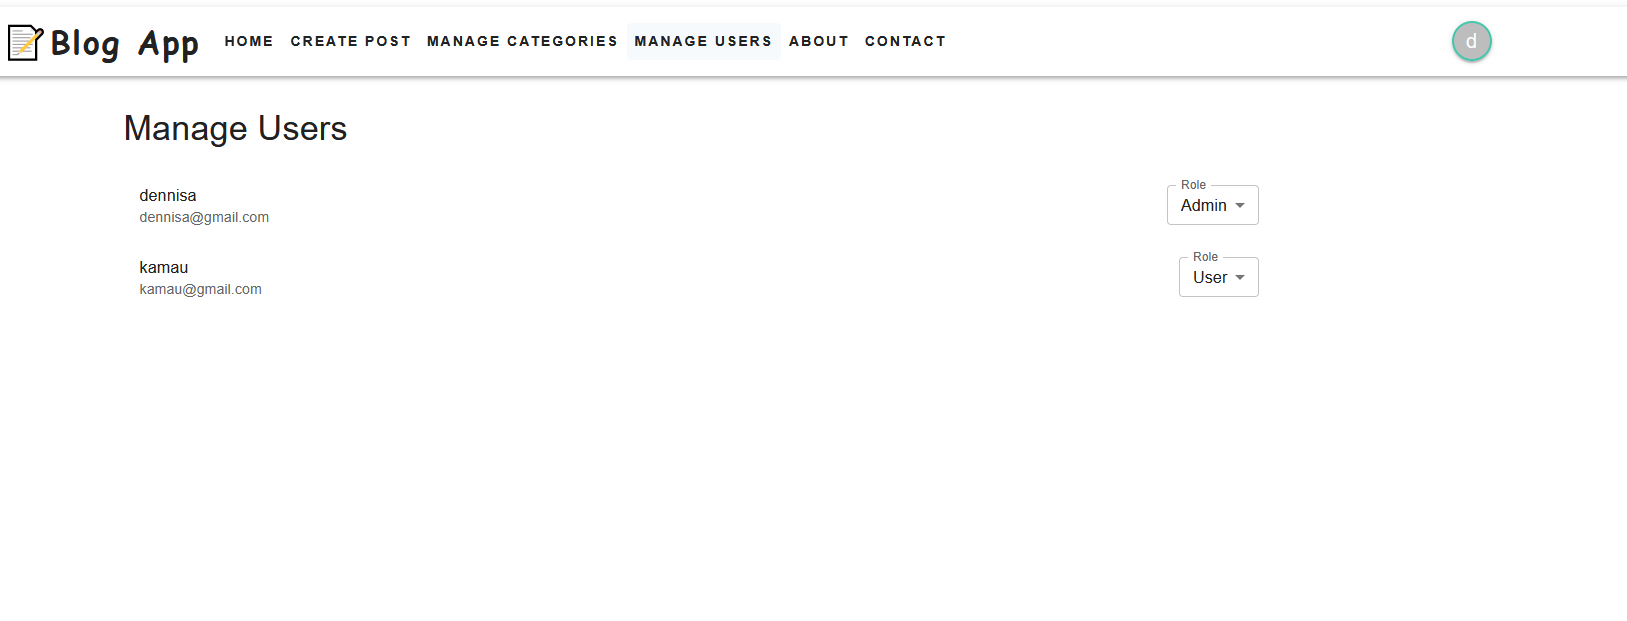 Blog App HOME CREATE POST MANAGE CATEGORIES MANAGE USERS ABOUT CONTACT d
Manage Users
dennisa
dennisa@gmail.com
Role
Admin
kamau
kamau@gmail.com
Role
User